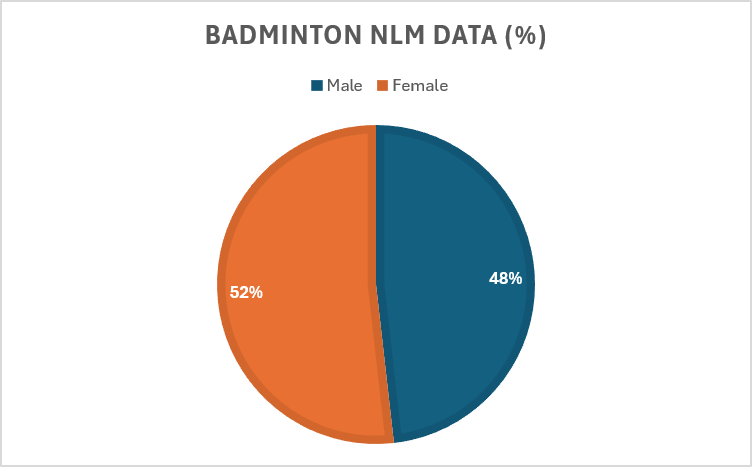 BADMINTON NLM DATA (%)
Male Female
48%
52%